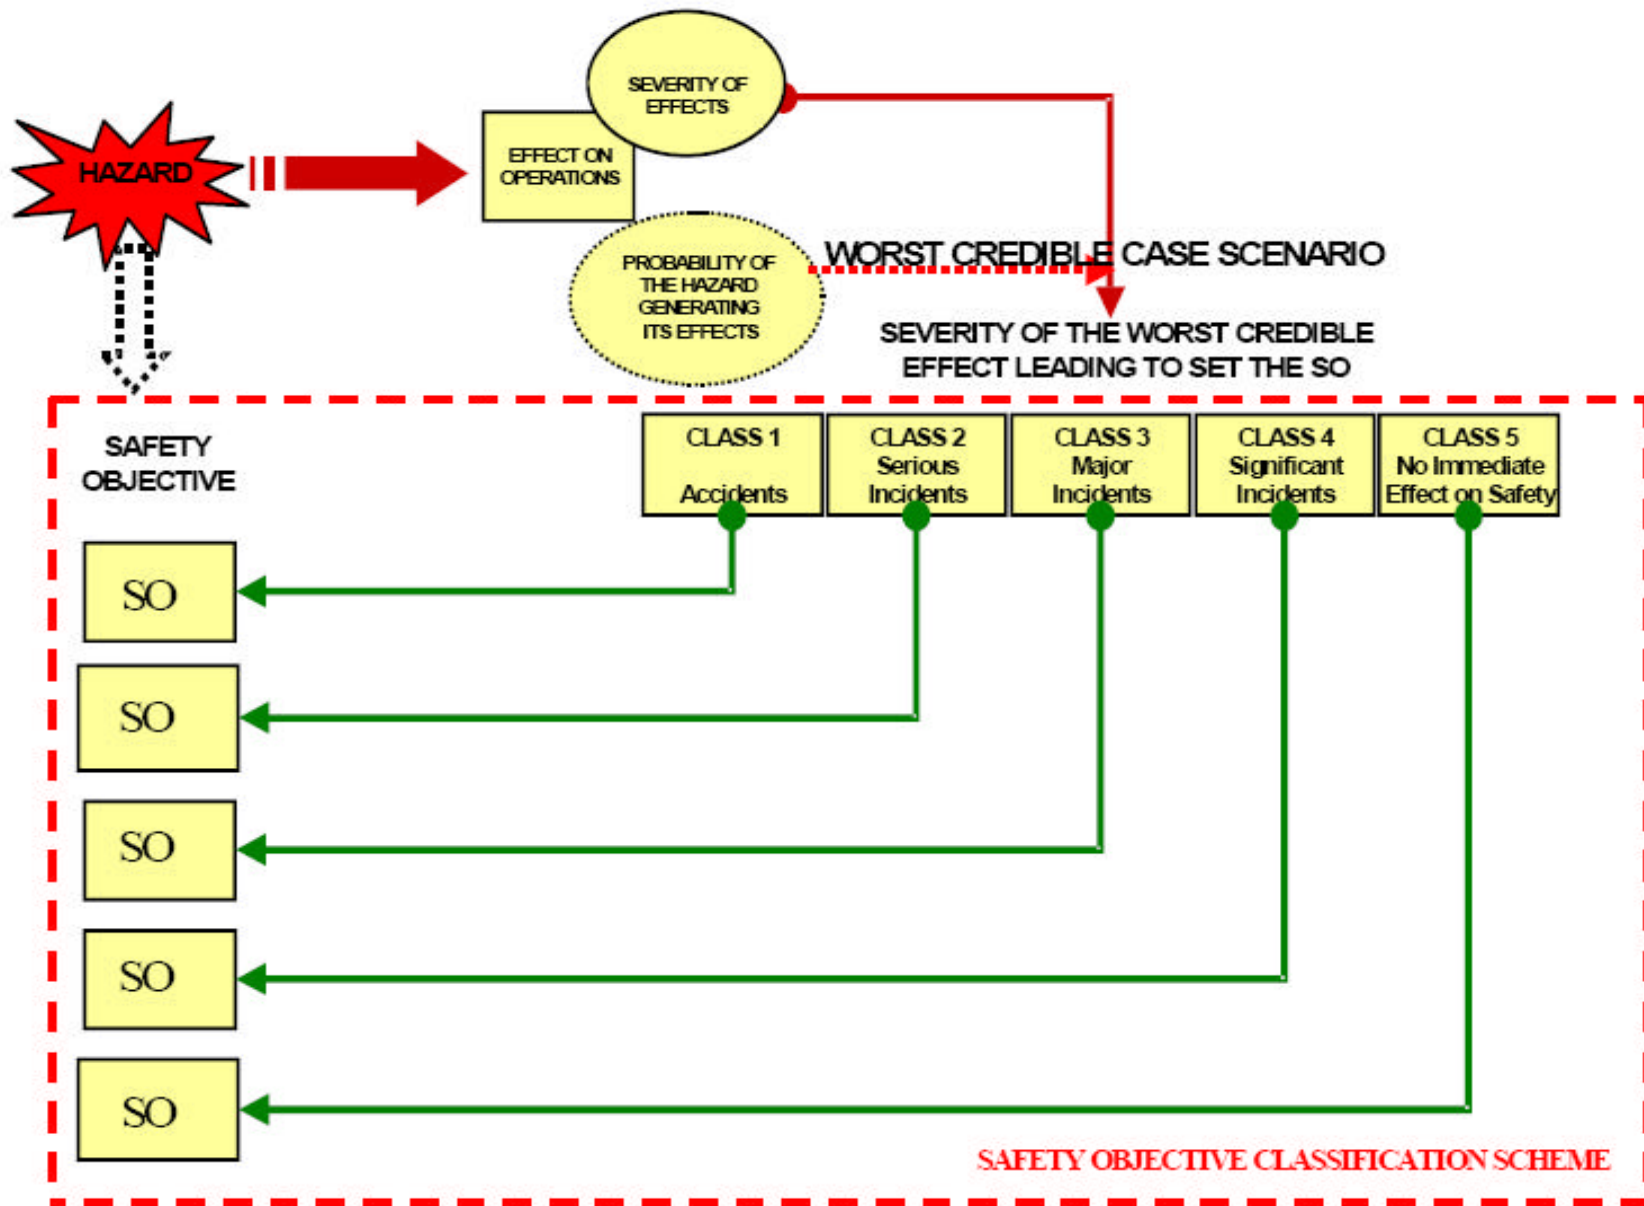 SEVERITY OF
EFFECTS
HAZARD
EFFECT ON
OPERATIONS
PROBABILITY OF
THE HAZARD
GENERATING
ITS EFFECTS
WORST CREDIBLE CASE SCENARIO
SEVERITY OF THE WORST CREDIBLE
EFFECT LEADING TO SET THE SO
SAFETY
OBJECTIVE
CLASS 1
Accidents
CLASS 2
Serious
Incidents
CLASS 3
Major
Incidents
CLASS 4
Significant
Incidents
CLASS 5
No Immediate
Effect on Safety
SO
SO
SO
SO
SO
SAFETY OBJECTIVE CLASSIFICATION SCHEME